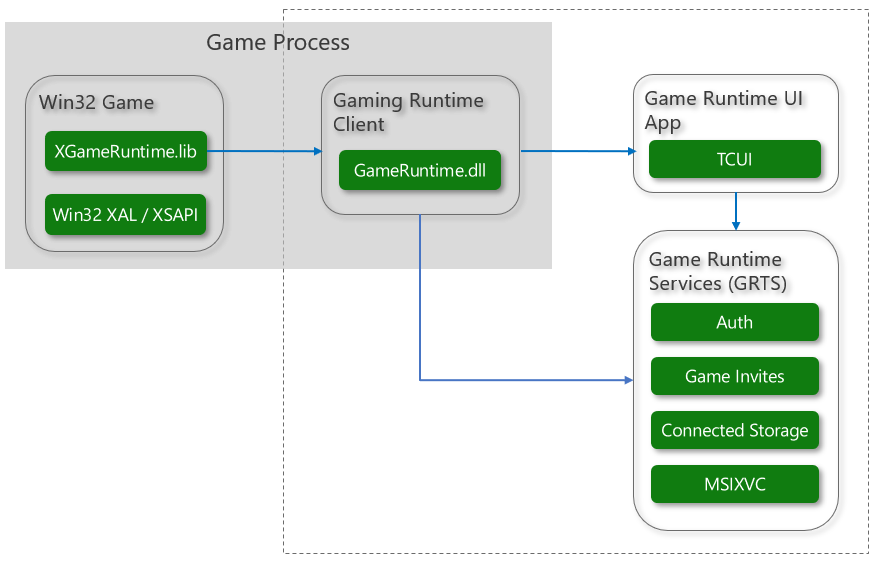 Game Process
Win32 Game
XGameRuntime.lib
Win32 XAL / XSAPI
Gaming Runtime
Client
GameRuntime.dll
Game Runtime UI
App
TCUI
Game Runtime
Services (GRTS)
Auth
Game Invites
Connected Storage
MSIXVC